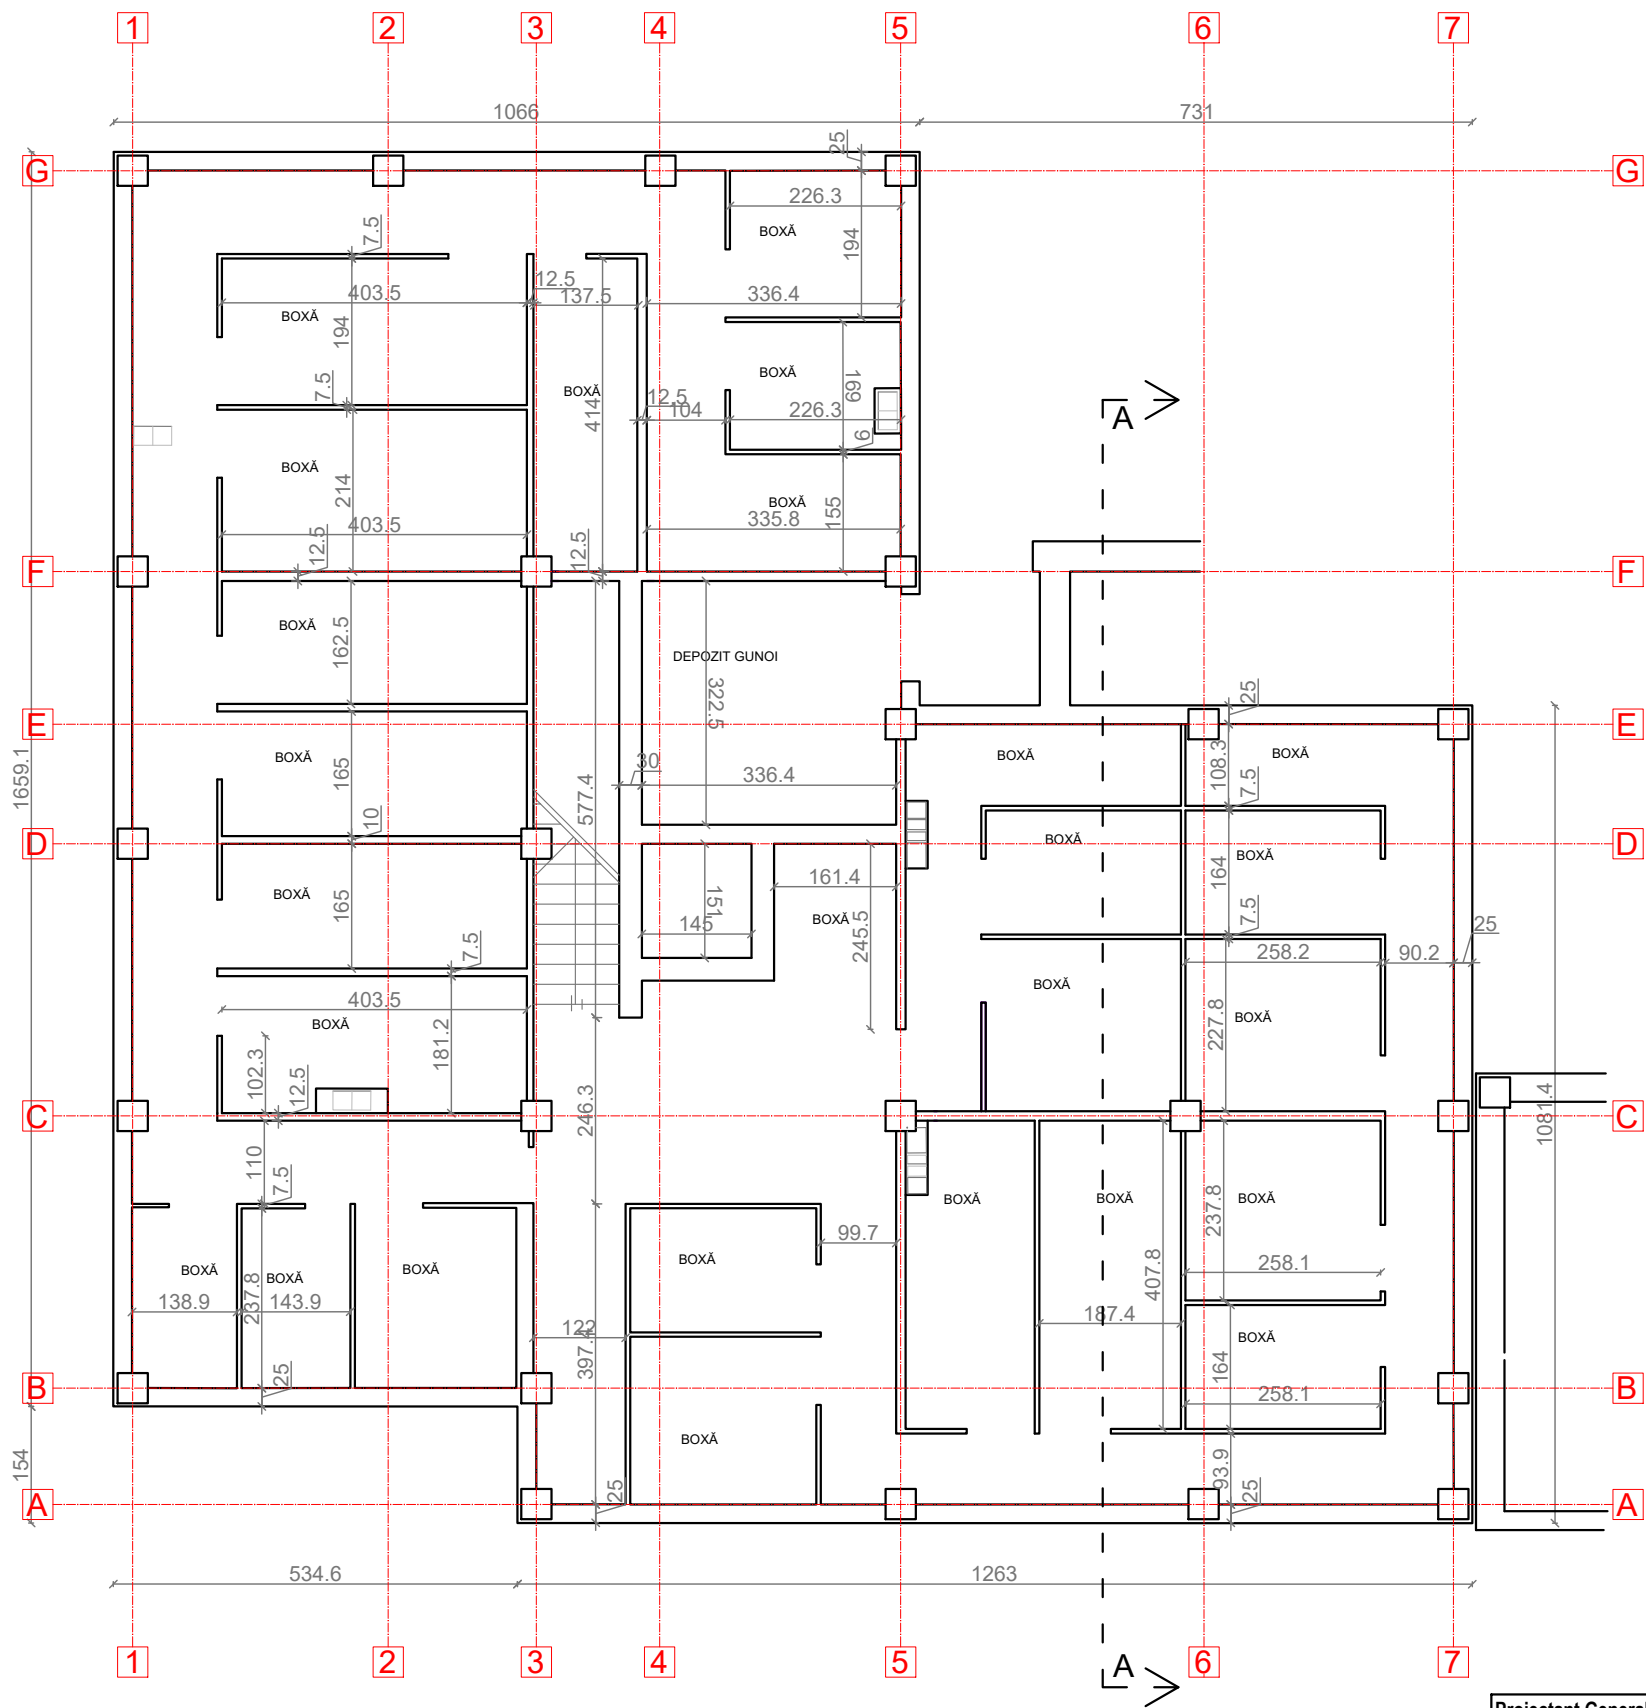 1 2 3 4 5 6 7
1066 731
G 25 G
226.3
BOXĂ
7.5 194
12.5
403.5 137.5 336.4
BOXĂ
194
BOXĂ
7.5 BOXĂ 169
414 12.5
104 226.3
A
6
BOXĂ
214 BOXĂ 155
403.5 335.8
12.5 12.5
F F
BOXĂ
162.5
DEPOZIT GUNOI
322.5 25
E E
BOXĂ BOXĂ BOXĂ
165 30 336.4 108.3
1659.1 577.4 7.5
10
D BOXĂ D
BOXĂ
164
161.4
BOXĂ 151
165 145 BOXĂ 245.5 7.5 25
7.5 258.2 90.2
BOXĂ
403.5
BOXĂ BOXĂ
181.2 227.8
102.3 12.5
246.3 1081.4
C C
110
7.5
BOXĂ BOXĂ BOXĂ
237.8
99.7
BOXĂ
BOXĂ BOXĂ BOXĂ
237.8 407.8 258.1
138.9 143.9
122 187.4
397.4 BOXĂ
25 164
B B
258.1
BOXĂ
154 93.9
25 25
A A
534.6 1263
1 2 3 4 5 A 6 7
Proiectant General